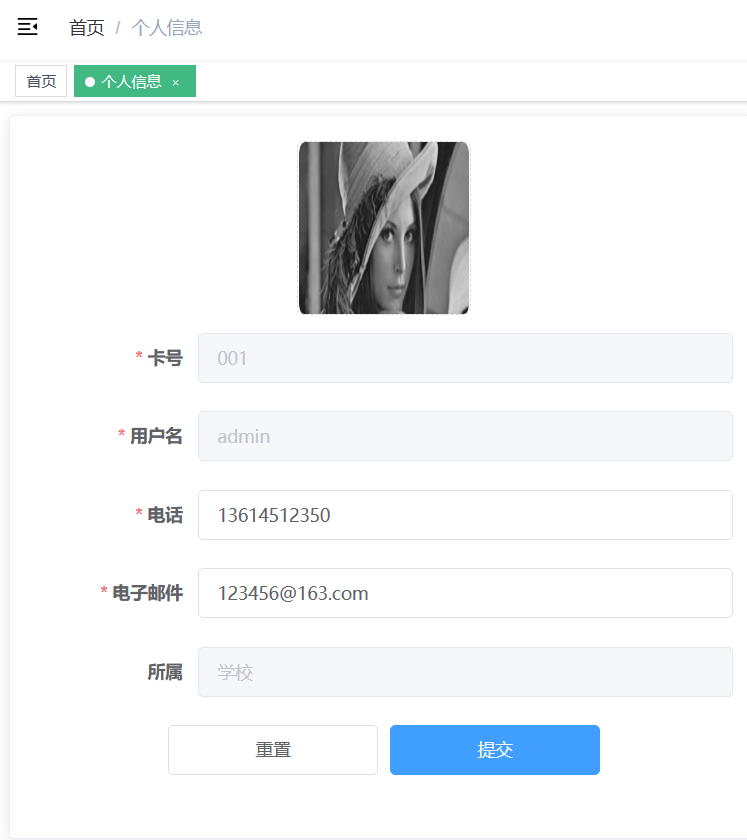 首页 / 个人信息
首页 个人信息 ×
* 卡号 001
* 用户名 admin
* 电话 13614512350
* 电子邮件 123456@163.com
所属 学校
重置 提交